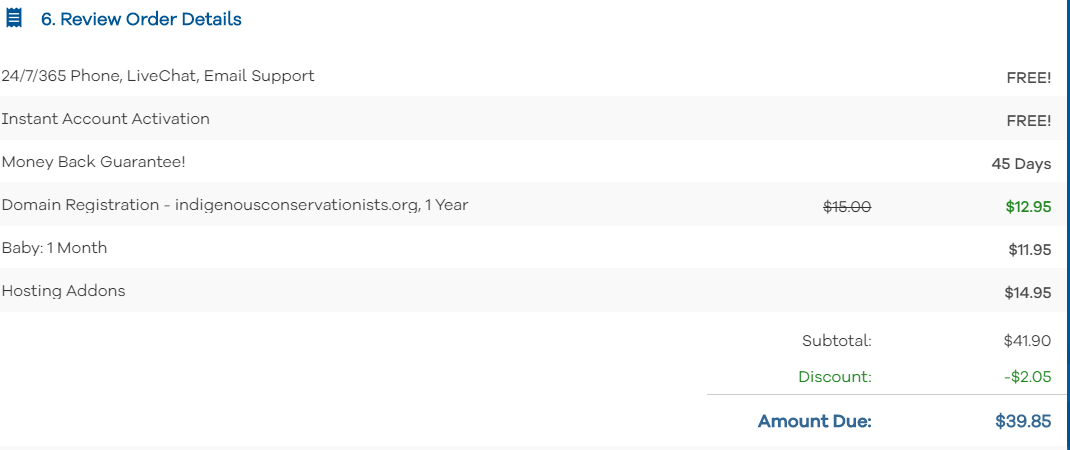 6. Review Order Details
24/7/365 Phone, LiveChat, Email Support FREE!
Instant Account Activation FREE!
Money Back Guarantee! 45 Days
Domain Registration - indigenousconservationists.org, 1 Year $15.00 $12.95
Baby: 1 Month $11.95
Hosting Addons $14.95
Subtotal: $41.90
Discount: -$2.05
Amount Due: $39.85